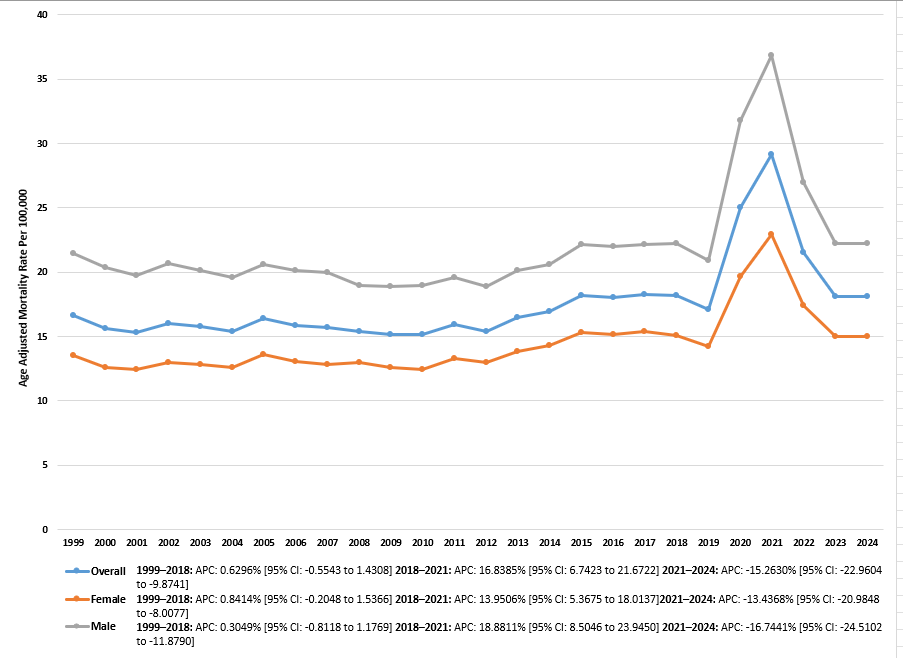 40
35
30
25
20
15
10
5
0
Age Adjusted Mortality Rate Per 100,000
1999 2000 2001 2002 2003 2004 2005 2006 2007 2008 2009 2010 2011 2012 2013 2014 2015 2016 2017 2018 2019 2020 2021 2022 2023 2024
Overall 1999–2018: APC: 0.6296% [95% CI: -0.5543 to 1.4308] 2018–2021: APC: 16.8385% [95% CI: 6.7423 to 21.6722] 2021–2024: APC: -15.2630% [95% CI: -22.9604
to -9.8741]
Female 1999–2018: APC: 0.8414% [95% CI: -0.2048 to 1.5366] 2018–2021: APC: 13.9506% [95% CI: 5.3675 to 18.0137]2021–2024: APC: -13.4368% [95% CI: -20.9848
to -8.0077]
Male 1999–2018: APC: 0.3049% [95% CI: -0.8118 to 1.1769] 2018–2021: APC: 18.8811% [95% CI: 8.5046 to 23.9450] 2021–2024: APC: -16.7441% [95% CI: -24.5102
to -11.8790]